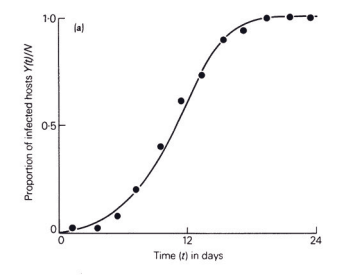 (a)
Proportion of infected hosts Y(t)/N
1·0
0·5
0
0 12 24
Time (t) in days